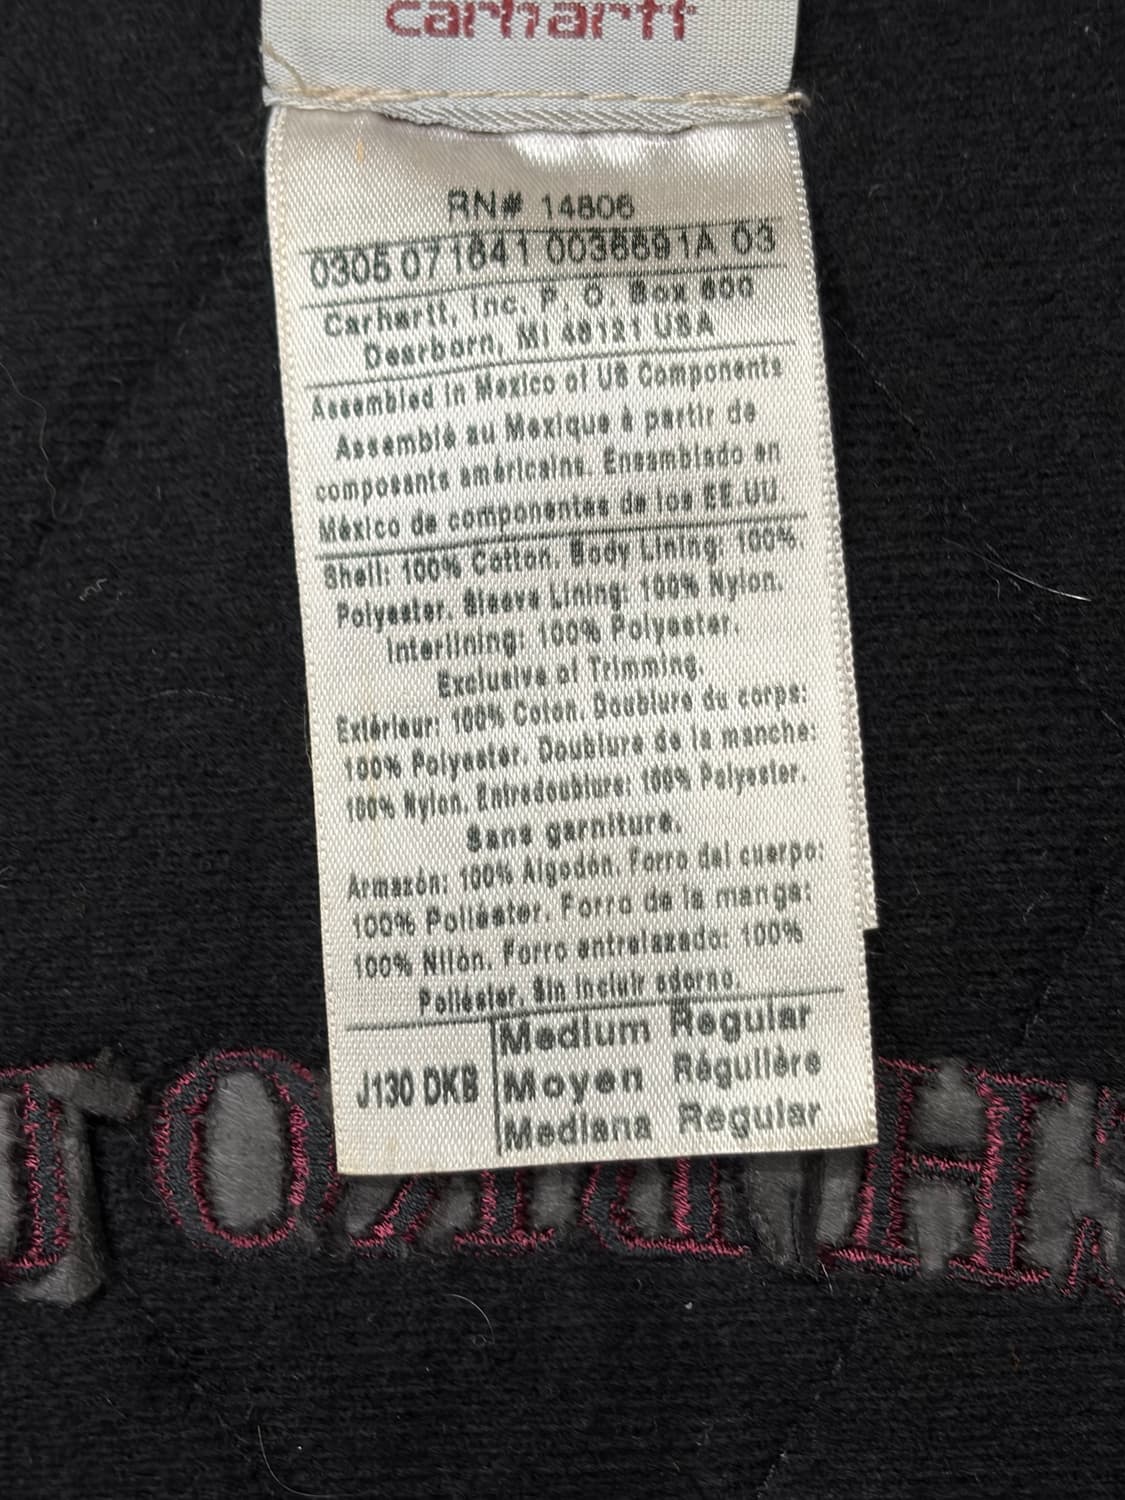 carhartt
RN# 14806
Carhartt, Inc. P. O. Box 600
Dearborn, MI 48121 USA
Assembled in Mexico of US Components
Assemblé au Mexique à partir de
composants américains. Ensamblado en
México de componentes de los EE.UU.
Shell: 100% Cotton. Body Lining: 100%.
Polyester. Sleeve Lining: 100% Nylon.
Interlining: 100% Polyester.
Exclusive of Trimming.
Extérieur: 100% Coton. Doublure du corps:
100% Polyester. Doublure de la manche:
100% Nylon. Entredoublure: 100% Polyester.
Sans garniture.
Armazón: 100% Algodón. Forro del cuerpo:
100% Poliéster. Forro de la manga:
100% Nilón. Forro entrelazado: 100%
Poliéster. Sin incluir adorno.
J130 DKB
Medium Regular
Moyen Régulière
Mediana Regular